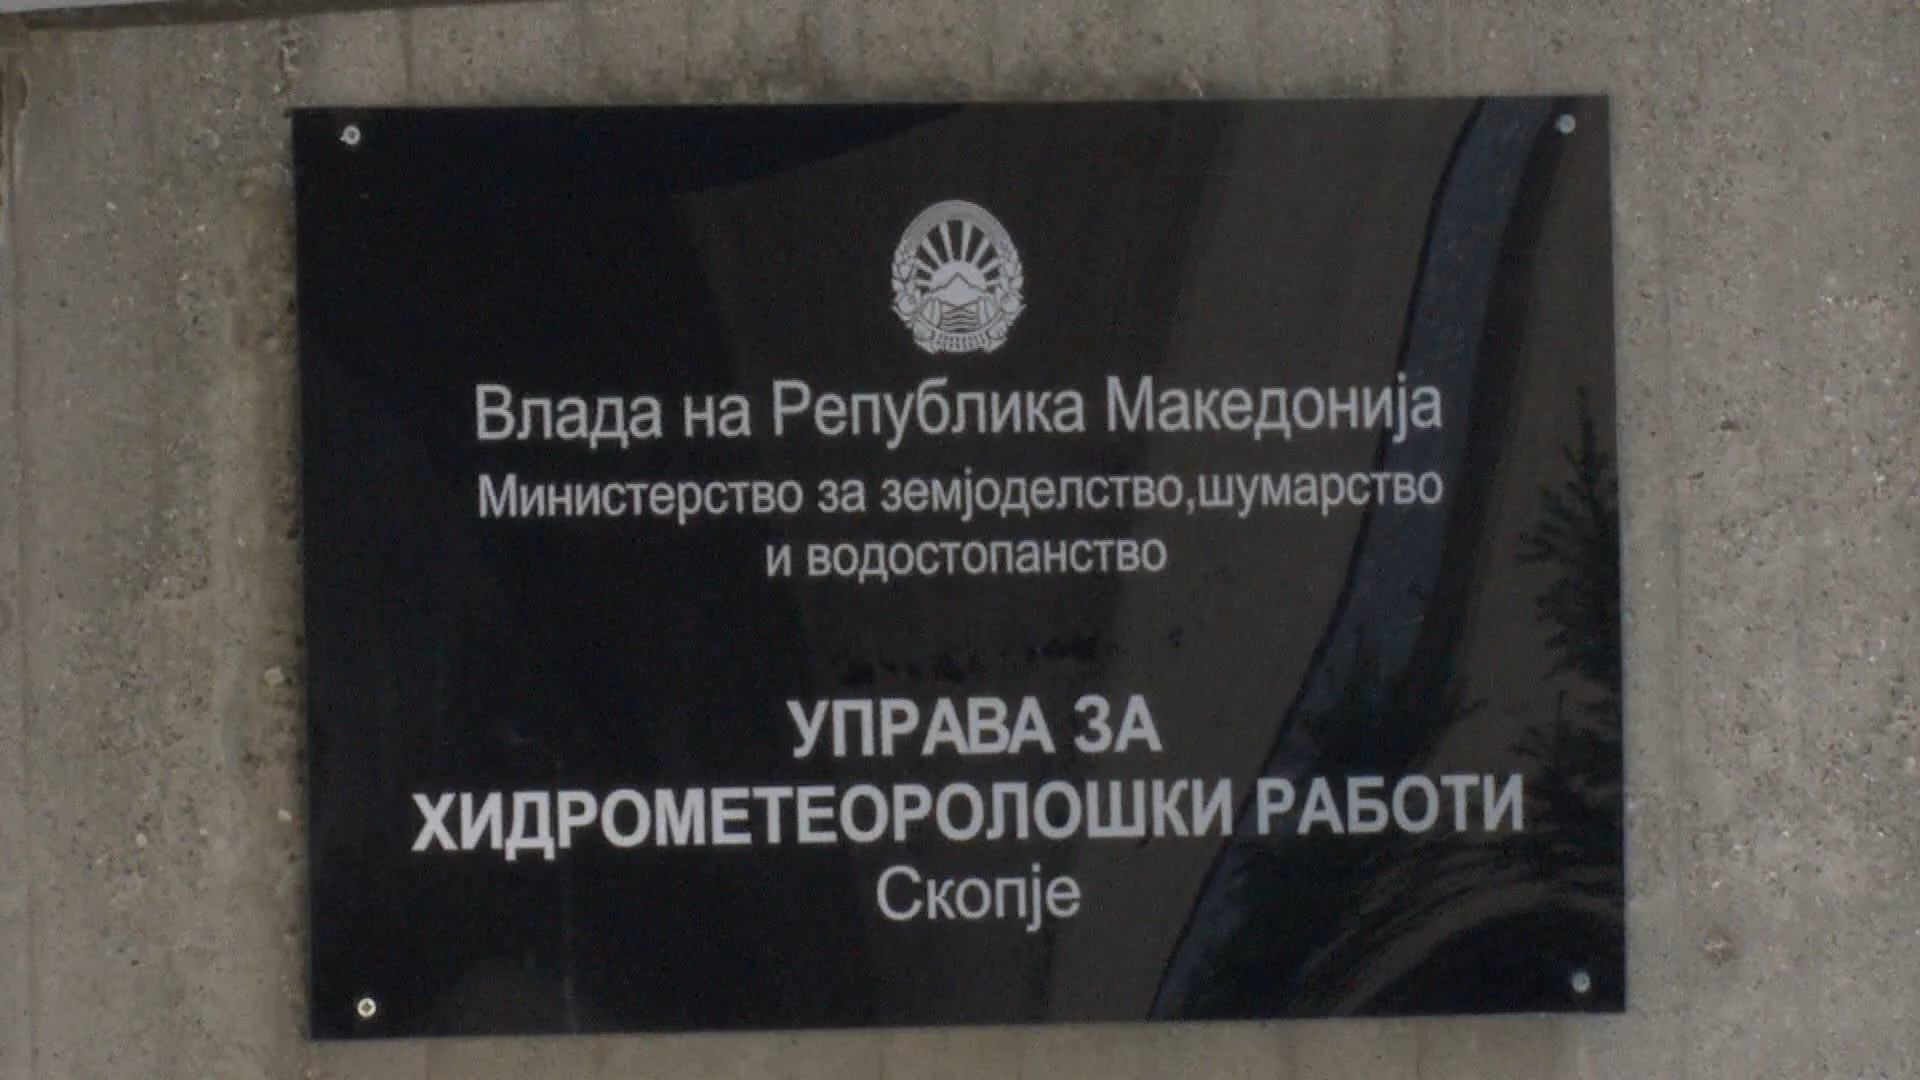 Влада на Република Македонија
Министерство за земјоделство,шумарство
и водостопанство
УПРАВА ЗА
ХИДРОМЕТЕОРОЛОШКИ РАБОТИ
Скопје